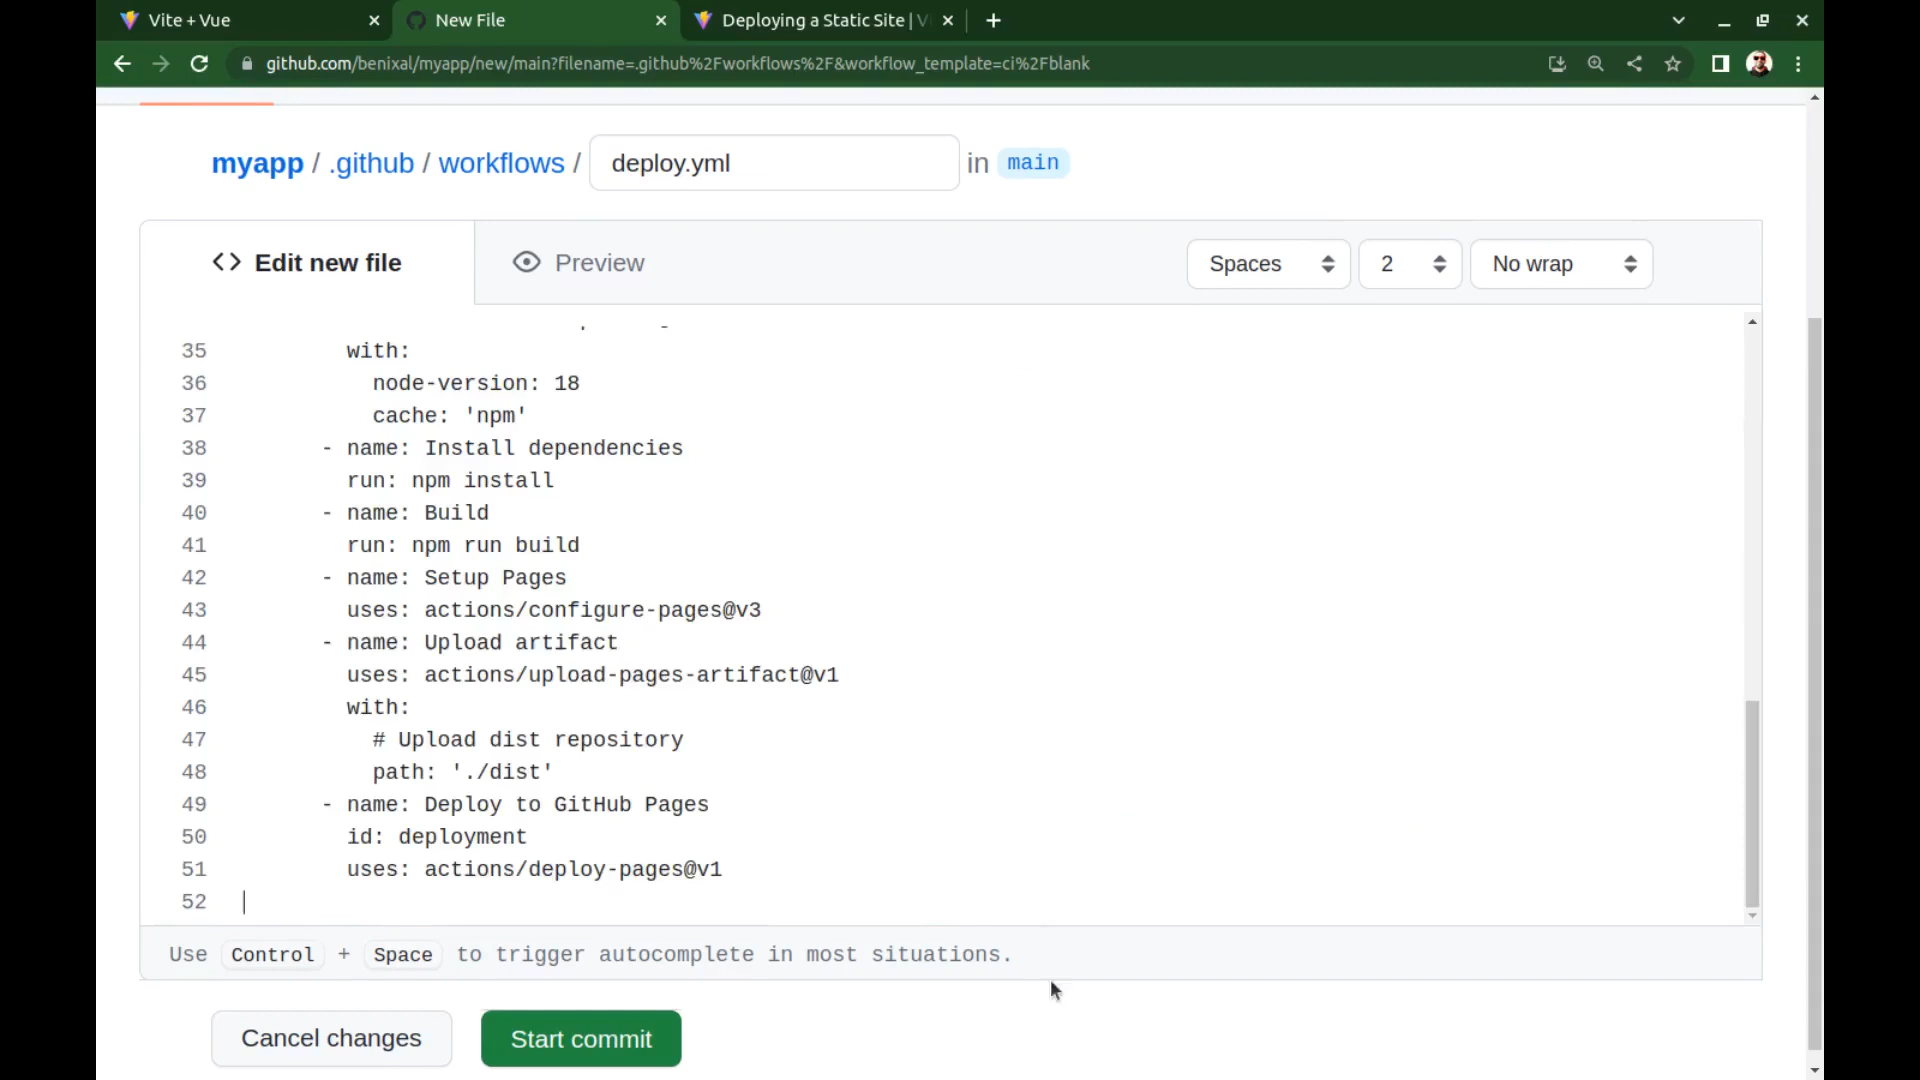 Vite + Vue
New File
Deploying a Static Site | V
github.com/benixal/myapp/new/main?filename=.github%2Fworkflows%2F&workflow_template=ci%2Fblank
myapp / .github / workflows / deploy.yml in main
Edit new file
Preview
Spaces
2
No wrap
35 with:
36 node-version: 18
37 cache: 'npm'
38 - name: Install dependencies
39 run: npm install
40 - name: Build
41 run: npm run build
42 - name: Setup Pages
43 uses: actions/configure-pages@v3
44 - name: Upload artifact
45 uses: actions/upload-pages-artifact@v1
46 with:
47 # Upload dist repository
48 path: './dist'
49 - name: Deploy to GitHub Pages
50 id: deployment
51 uses: actions/deploy-pages@v1
52
Use Control + Space to trigger autocomplete in most situations.
Cancel changes
Start commit